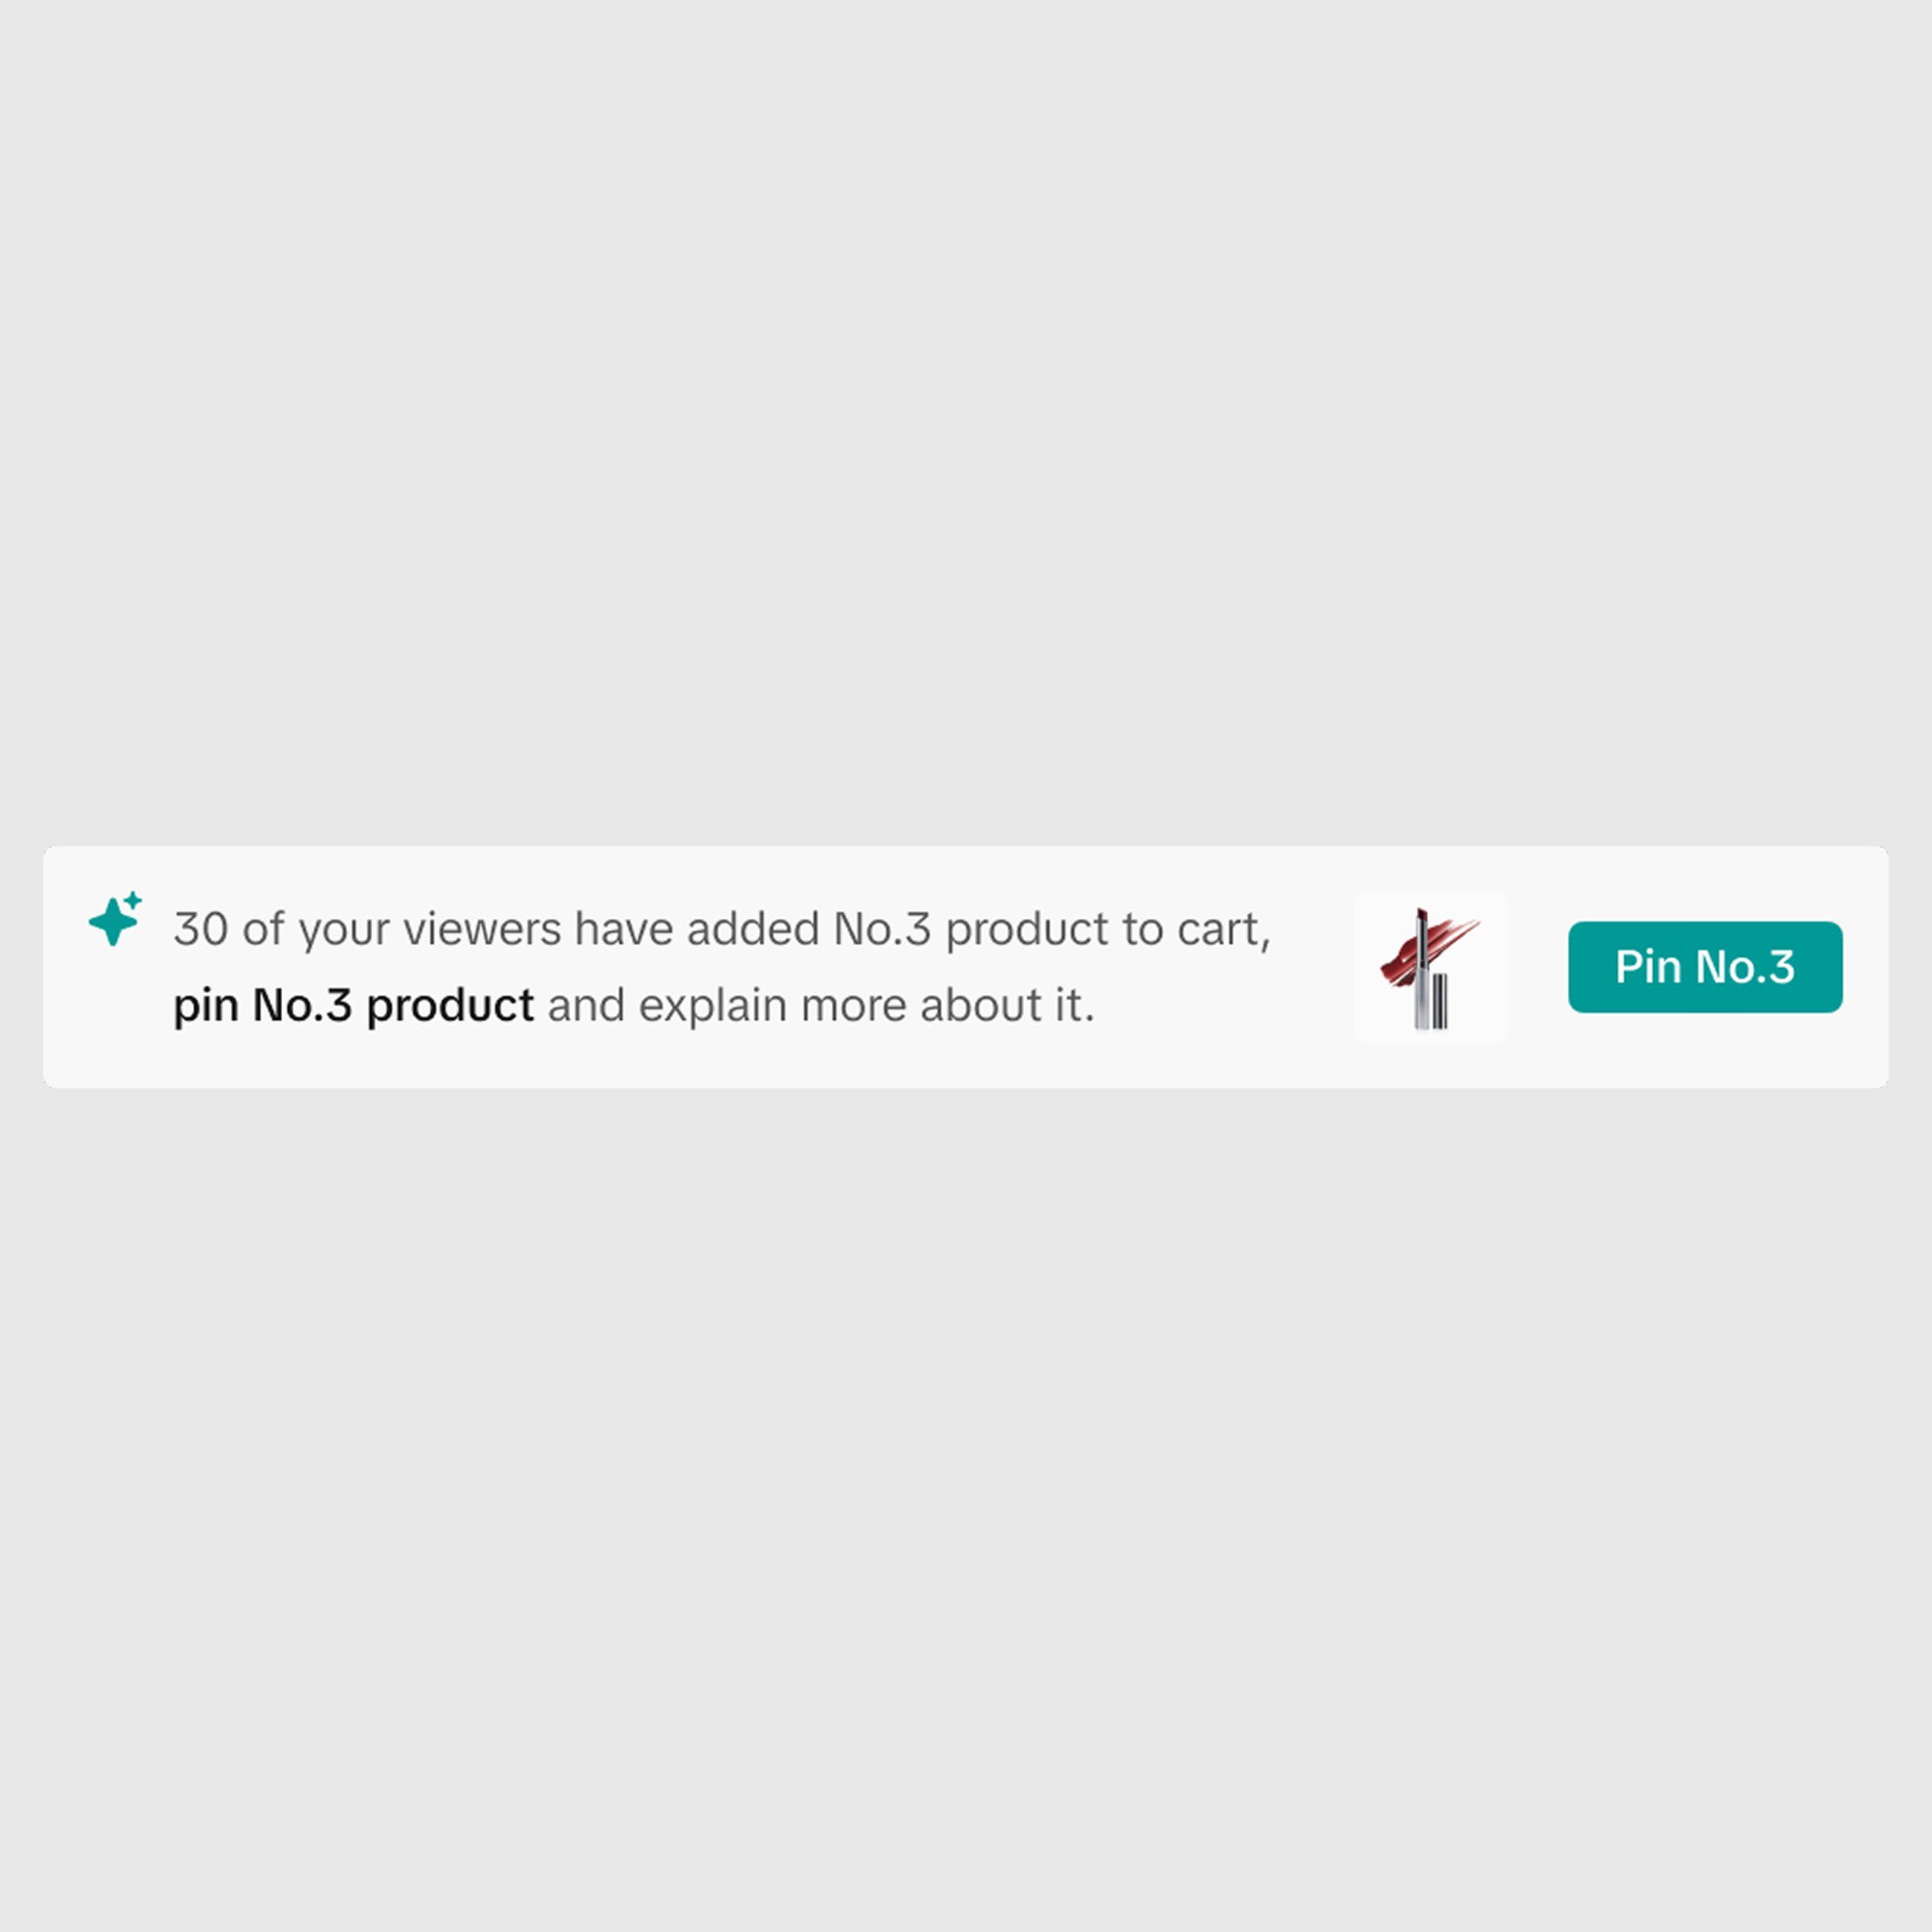 30 of your viewers have added No.3 product to cart,
pin No.3 product and explain more about it.
Pin No.3